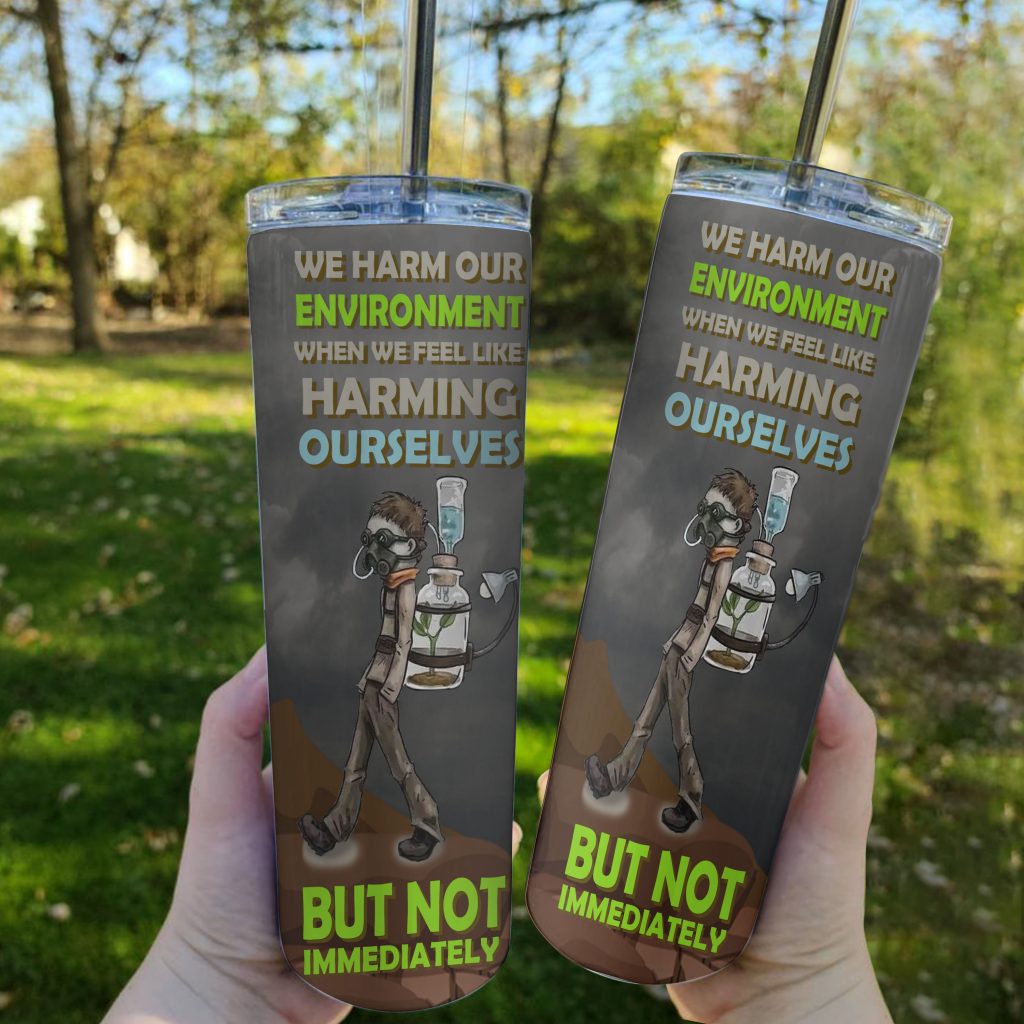 WE HARM OUR
ENVIRONMENT
WHEN WE FEEL LIKE
HARMING
OURSELVES
BUT NOT
IMMEDIATELY
WE HARM OUR
ENVIRONMENT
WHEN WE FEEL LIKE
HARMING
OURSELVES
BUT NOT
IMMEDIATELY